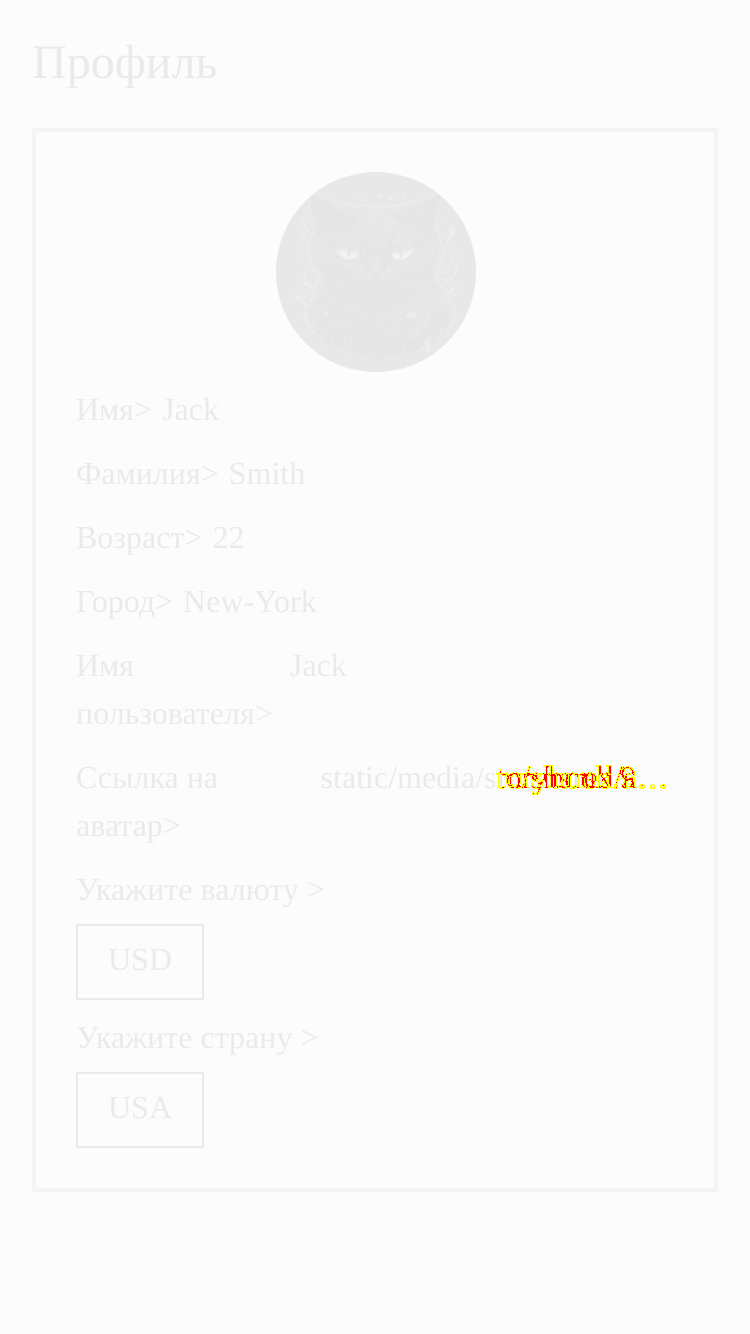 Профиль
Имя> Jack
Фамилия> Smith
Возраст> 22
Город> New-York
Имя Jack
пользователя>
Ссылка на static/media/
аватар>
Укажите валюту >
USD
Укажите страну >
USA